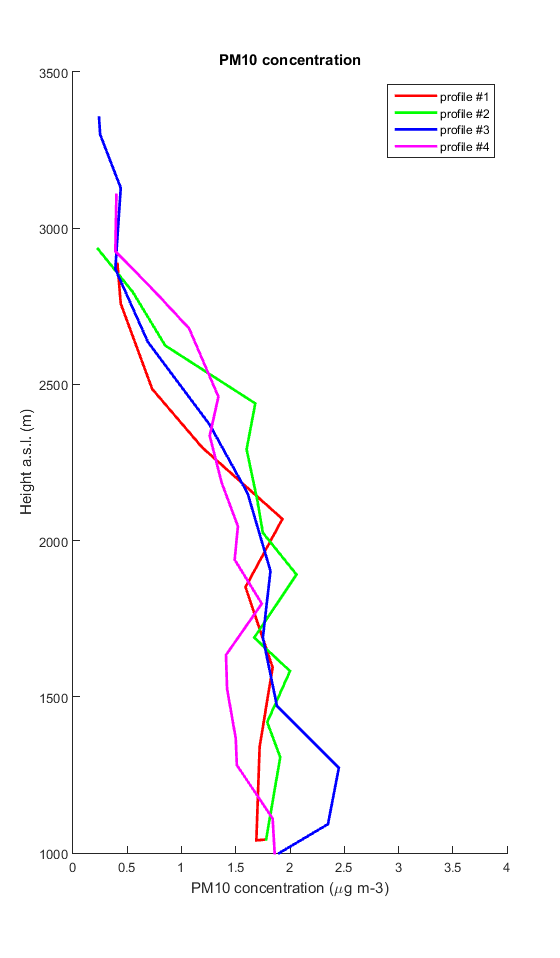 PM10 concentration
3500
3000
2500
2000
1500
1000
Height a.s.l. (m)
profile #1
profile #2
profile #3
profile #4
0
0.5
1
1.5
2
2.5
3
3.5
4
PM10 concentration (μg m-3)